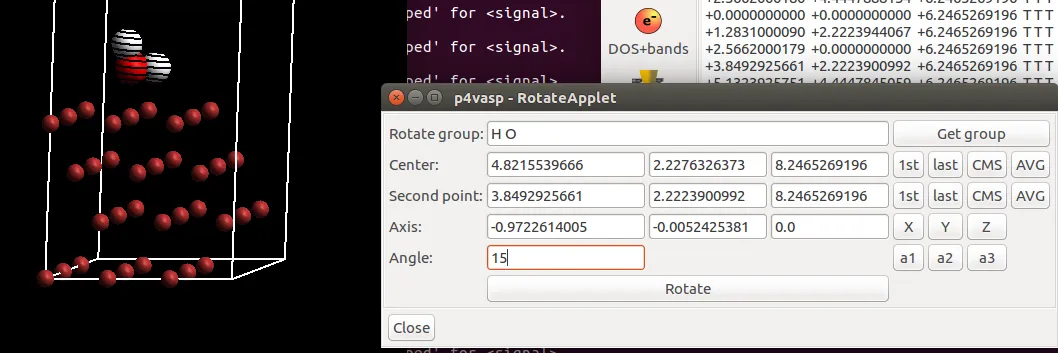 ped' for <signal>.
ped' for <signal>.
ped' for <signal>.
e-
DOS+bands
+0.0000000000 +0.0000000000 +6.2465269196 T T T
+1.2831000090 +2.2223944067 +6.2465269196 T T T
+2.5662000179 +0.0000000000 +6.2465269196 T T T
+3.8492925661 +2.2223900992 +6.2465269196 T T T
p4vasp - RotateApplet
Rotate group: H O Get group
Center: 4.8215539666 2.2276326373 8.2465269196 1st last CMS AVG
Second point: 3.8492925661 2.2223900992 8.2465269196 1st last CMS AVG
Axis: -0.9722614005 -0.0052425381 0.0 X Y Z
Angle: 15 a1 a2 a3
Rotate
Close